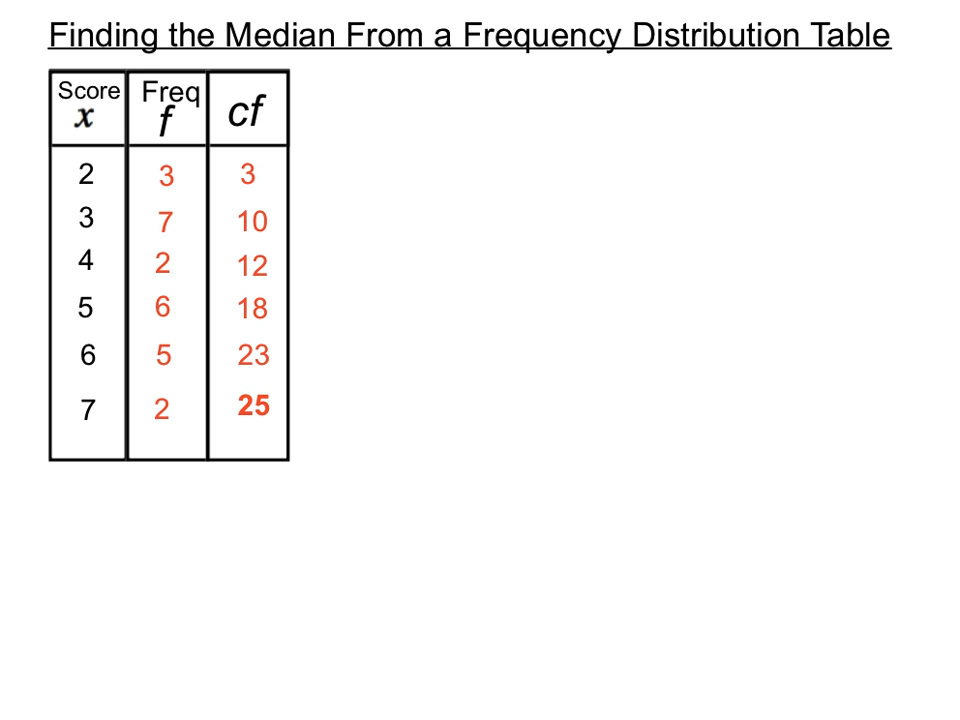 Finding the Median From a Frequency Distribution Table
Score Freq cf
x f
2 3 3
3 7 10
4 2 12
5 6 18
6 5 23
7 2 25